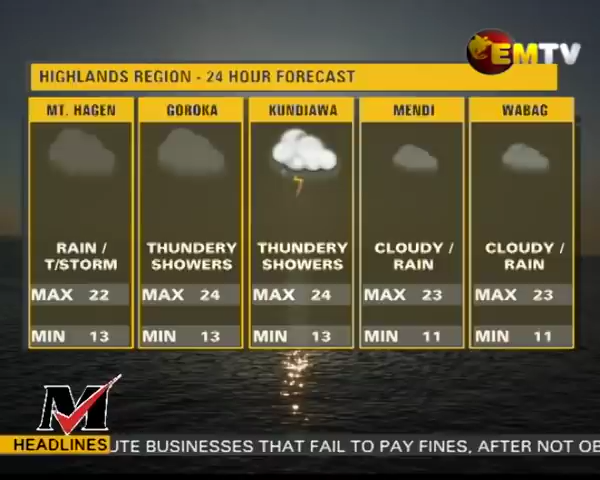 EMTV
HIGHLANDS REGION - 24 HOUR FORECAST
MT. HAGEN
RAIN /
T/STORM
MAX 22
MIN 13
GOROKA
THUNDERY
SHOWERS
MAX 24
MIN 13
KUNDIAWA
THUNDERY
SHOWERS
MAX 24
MIN 13
MENDI
CLOUDY /
RAIN
MAX 23
MIN 11
WABAG
CLOUDY /
RAIN
MAX 23
MIN 11
M
HEADLINES UTE BUSINESSES THAT FAIL TO PAY FINES, AFTER NOT OB